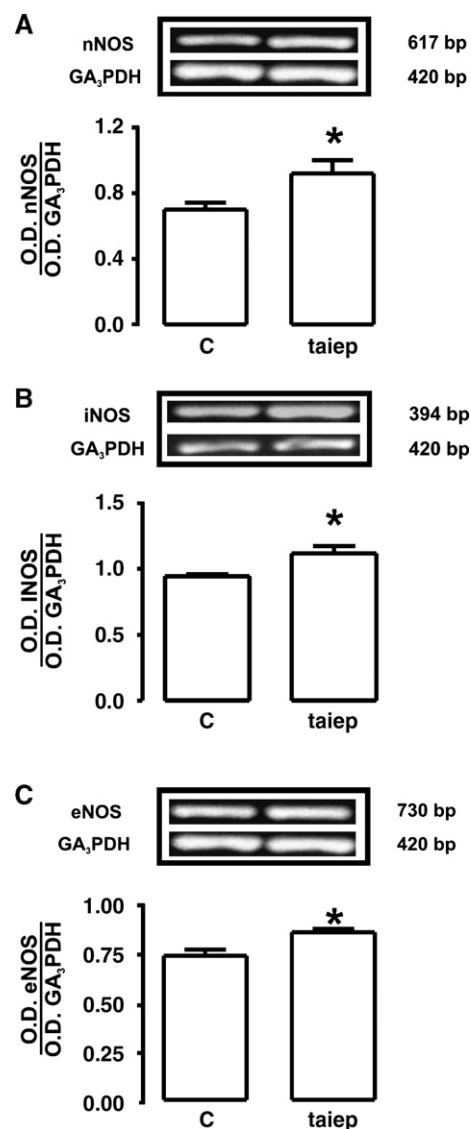 A
nNOS 617 bp
GA₃PDH 420 bp
O.D. nNOS
O.D. GA₃PDH
1.2
0.8
0.4
0.0
*
C taiep
B
iNOS 394 bp
GA₃PDH 420 bp
O.D. INOS
O.D. GA₃PDH
1.5
1.0
0.5
0.0
*
C taiep
C
eNOS 730 bp
GA₃PDH 420 bp
O.D. eNOS
O.D. GA₃PDH
1.00
0.75
0.50
0.25
0.00
*
C taiep